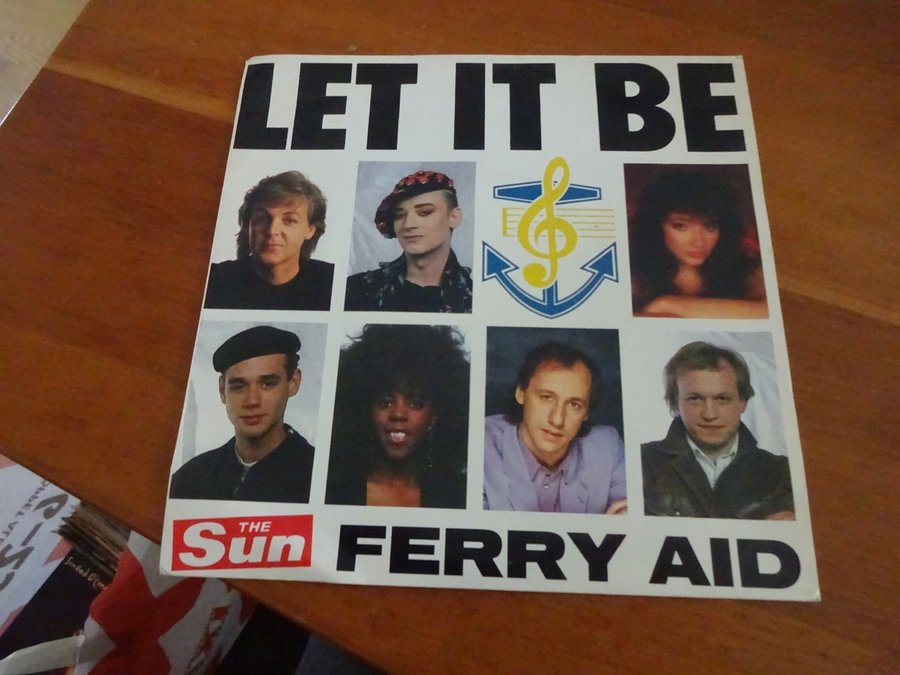 LET IT BE
THE
Sun
FERRY AID